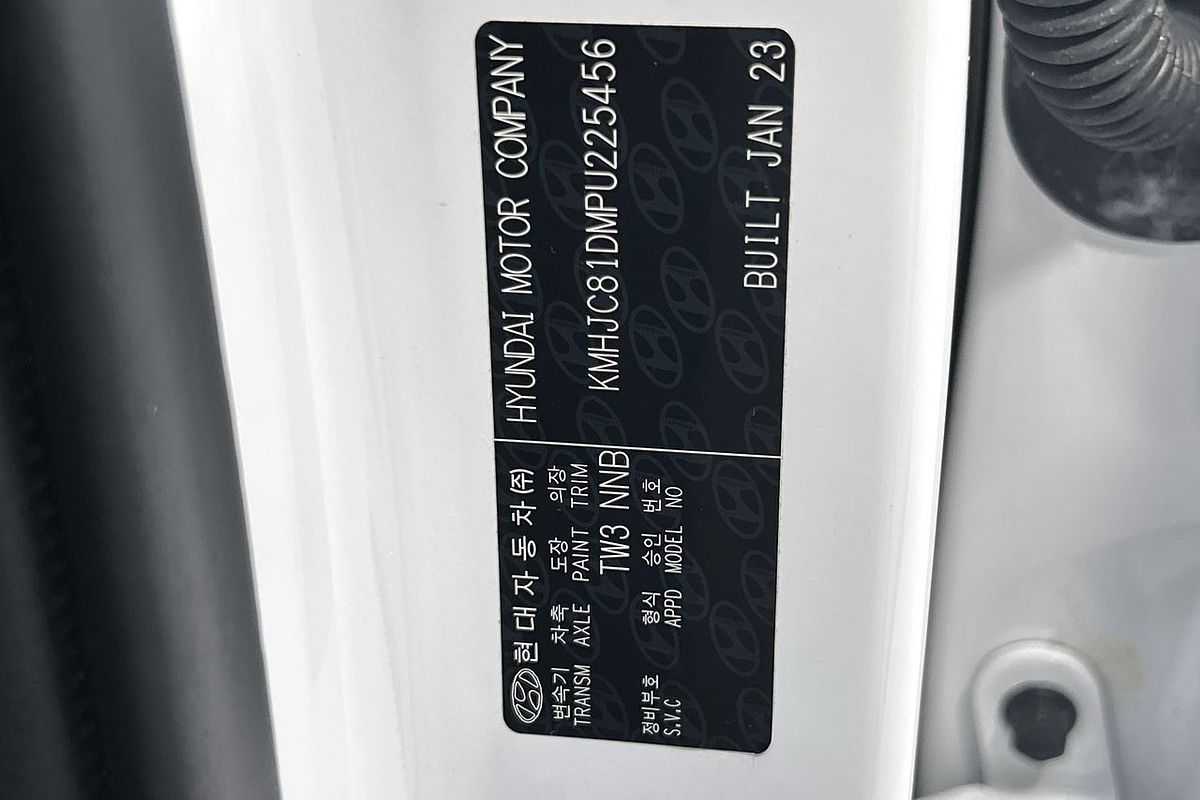 현대자동차(주) HYUNDAI MOTOR COMPANY
변속기 차축 도장 의장
TRANSM AXLE PAINT TRIM
TW3 NNB KMHJC81DMPU225456
정비부호 형식 승인 번호
S.V.C APPD MODEL NO
BUILT JAN 23